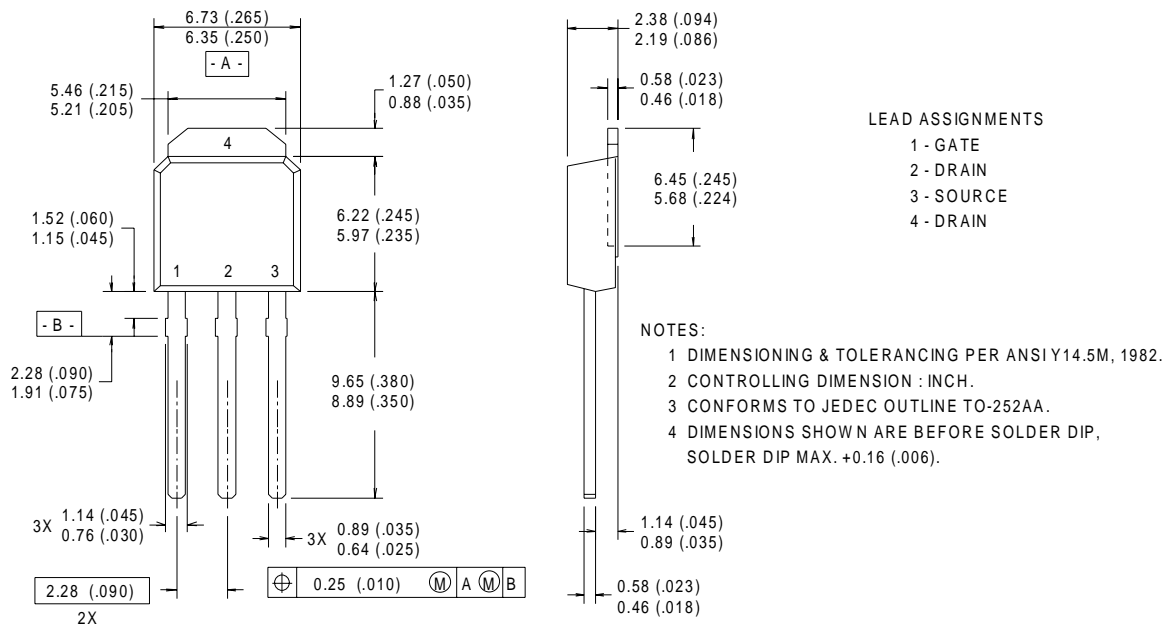 6.73 (.265)
6.35 (.250)
- A -
5.46 (.215)
5.21 (.205)
1.27 (.050)
0.88 (.035)
4
1.52 (.060)
1.15 (.045)
6.22 (.245)
5.97 (.235)
1 2 3
- B -
2.28 (.090)
1.91 (.075)
9.65 (.380)
8.89 (.350)
3X 1.14 (.045)
0.76 (.030)
3X 0.89 (.035)
0.64 (.025)
2.28 (.090)
2X
⌖ 0.25 (.010) Ⓜ A Ⓜ B
2.38 (.094)
2.19 (.086)
0.58 (.023)
0.46 (.018)
6.45 (.245)
5.68 (.224)
1.14 (.045)
0.89 (.035)
0.58 (.023)
0.46 (.018)
LEAD ASSIGNMENTS
1 - GATE
2 - DRAIN
3 - SOURCE
4 - DRAIN
NOTES:
1 DIMENSIONING & TOLERANCING PER ANSI Y14.5M, 1982.
2 CONTROLLING DIMENSION : INCH.
3 CONFORMS TO JEDEC OUTLINE TO-252AA.
4 DIMENSIONS SHOWN ARE BEFORE SOLDER DIP,
SOLDER DIP MAX. +0.16 (.006).